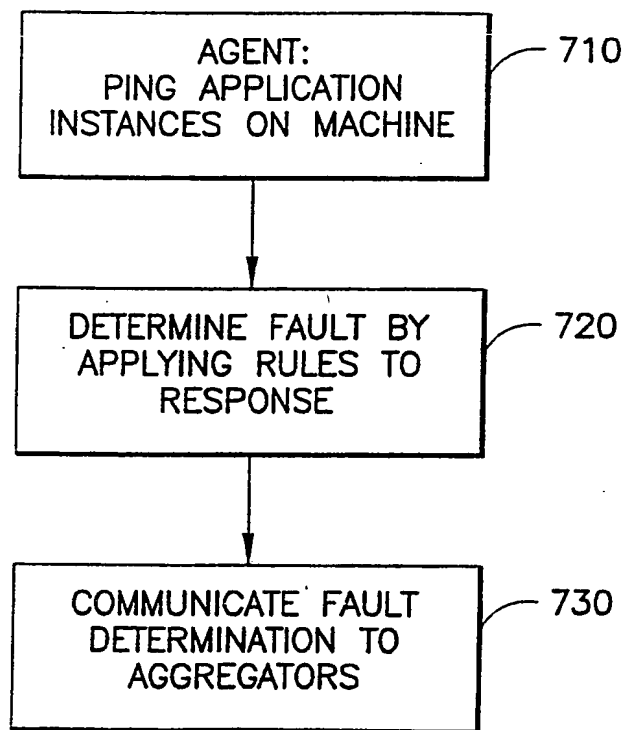 AGENT:
PING APPLICATION
INSTANCES ON MACHINE
710
DETERMINE FAULT BY
APPLYING RULES TO
RESPONSE
720
COMMUNICATE FAULT
DETERMINATION TO
AGGREGATORS
730